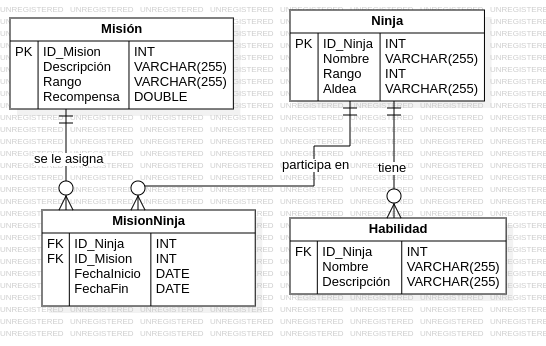 Misión
PK ID_Mision INT
Descripción VARCHAR(255)
Rango VARCHAR(255)
Recompensa DOUBLE
Ninja
PK ID_Ninja INT
Nombre VARCHAR(255)
Rango INT
Aldea VARCHAR(255)
se le asigna
participa en
tiene
MisionNinja
FK ID_Ninja INT
FK ID_Mision INT
FechaInicio DATE
FechaFin DATE
Habilidad
FK ID_Ninja INT
Nombre VARCHAR(255)
Descripción VARCHAR(255)
UNREGISTERED